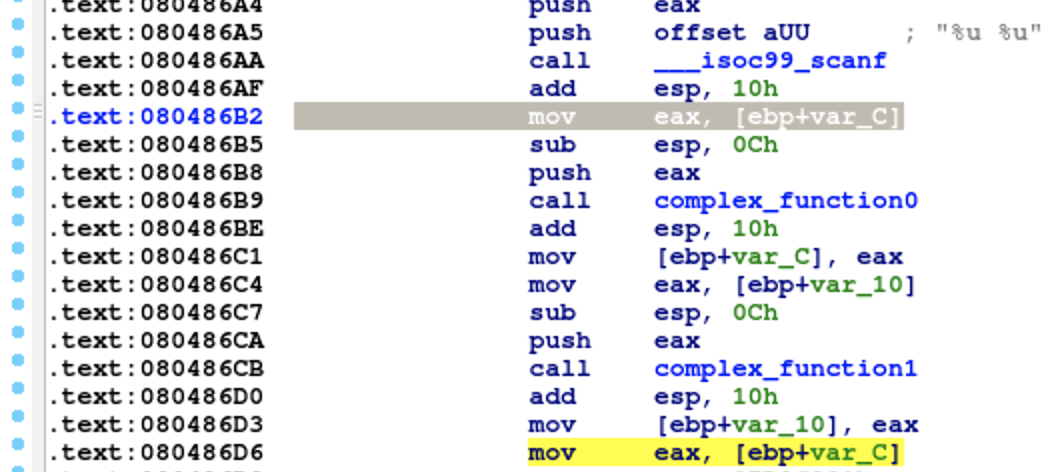 .text:080486A4 push eax
.text:080486A5 push offset aUU ; "%u %u"
.text:080486AA call ___isoc99_scanf
.text:080486AF add esp, 10h
.text:080486B2 mov eax, [ebp+var_C]
.text:080486B5 sub esp, 0Ch
.text:080486B8 push eax
.text:080486B9 call complex_function0
.text:080486BE add esp, 10h
.text:080486C1 mov [ebp+var_C], eax
.text:080486C4 mov eax, [ebp+var_10]
.text:080486C7 sub esp, 0Ch
.text:080486CA push eax
.text:080486CB call complex_function1
.text:080486D0 add esp, 10h
.text:080486D3 mov [ebp+var_10], eax
.text:080486D6 mov eax, [ebp+var_C]